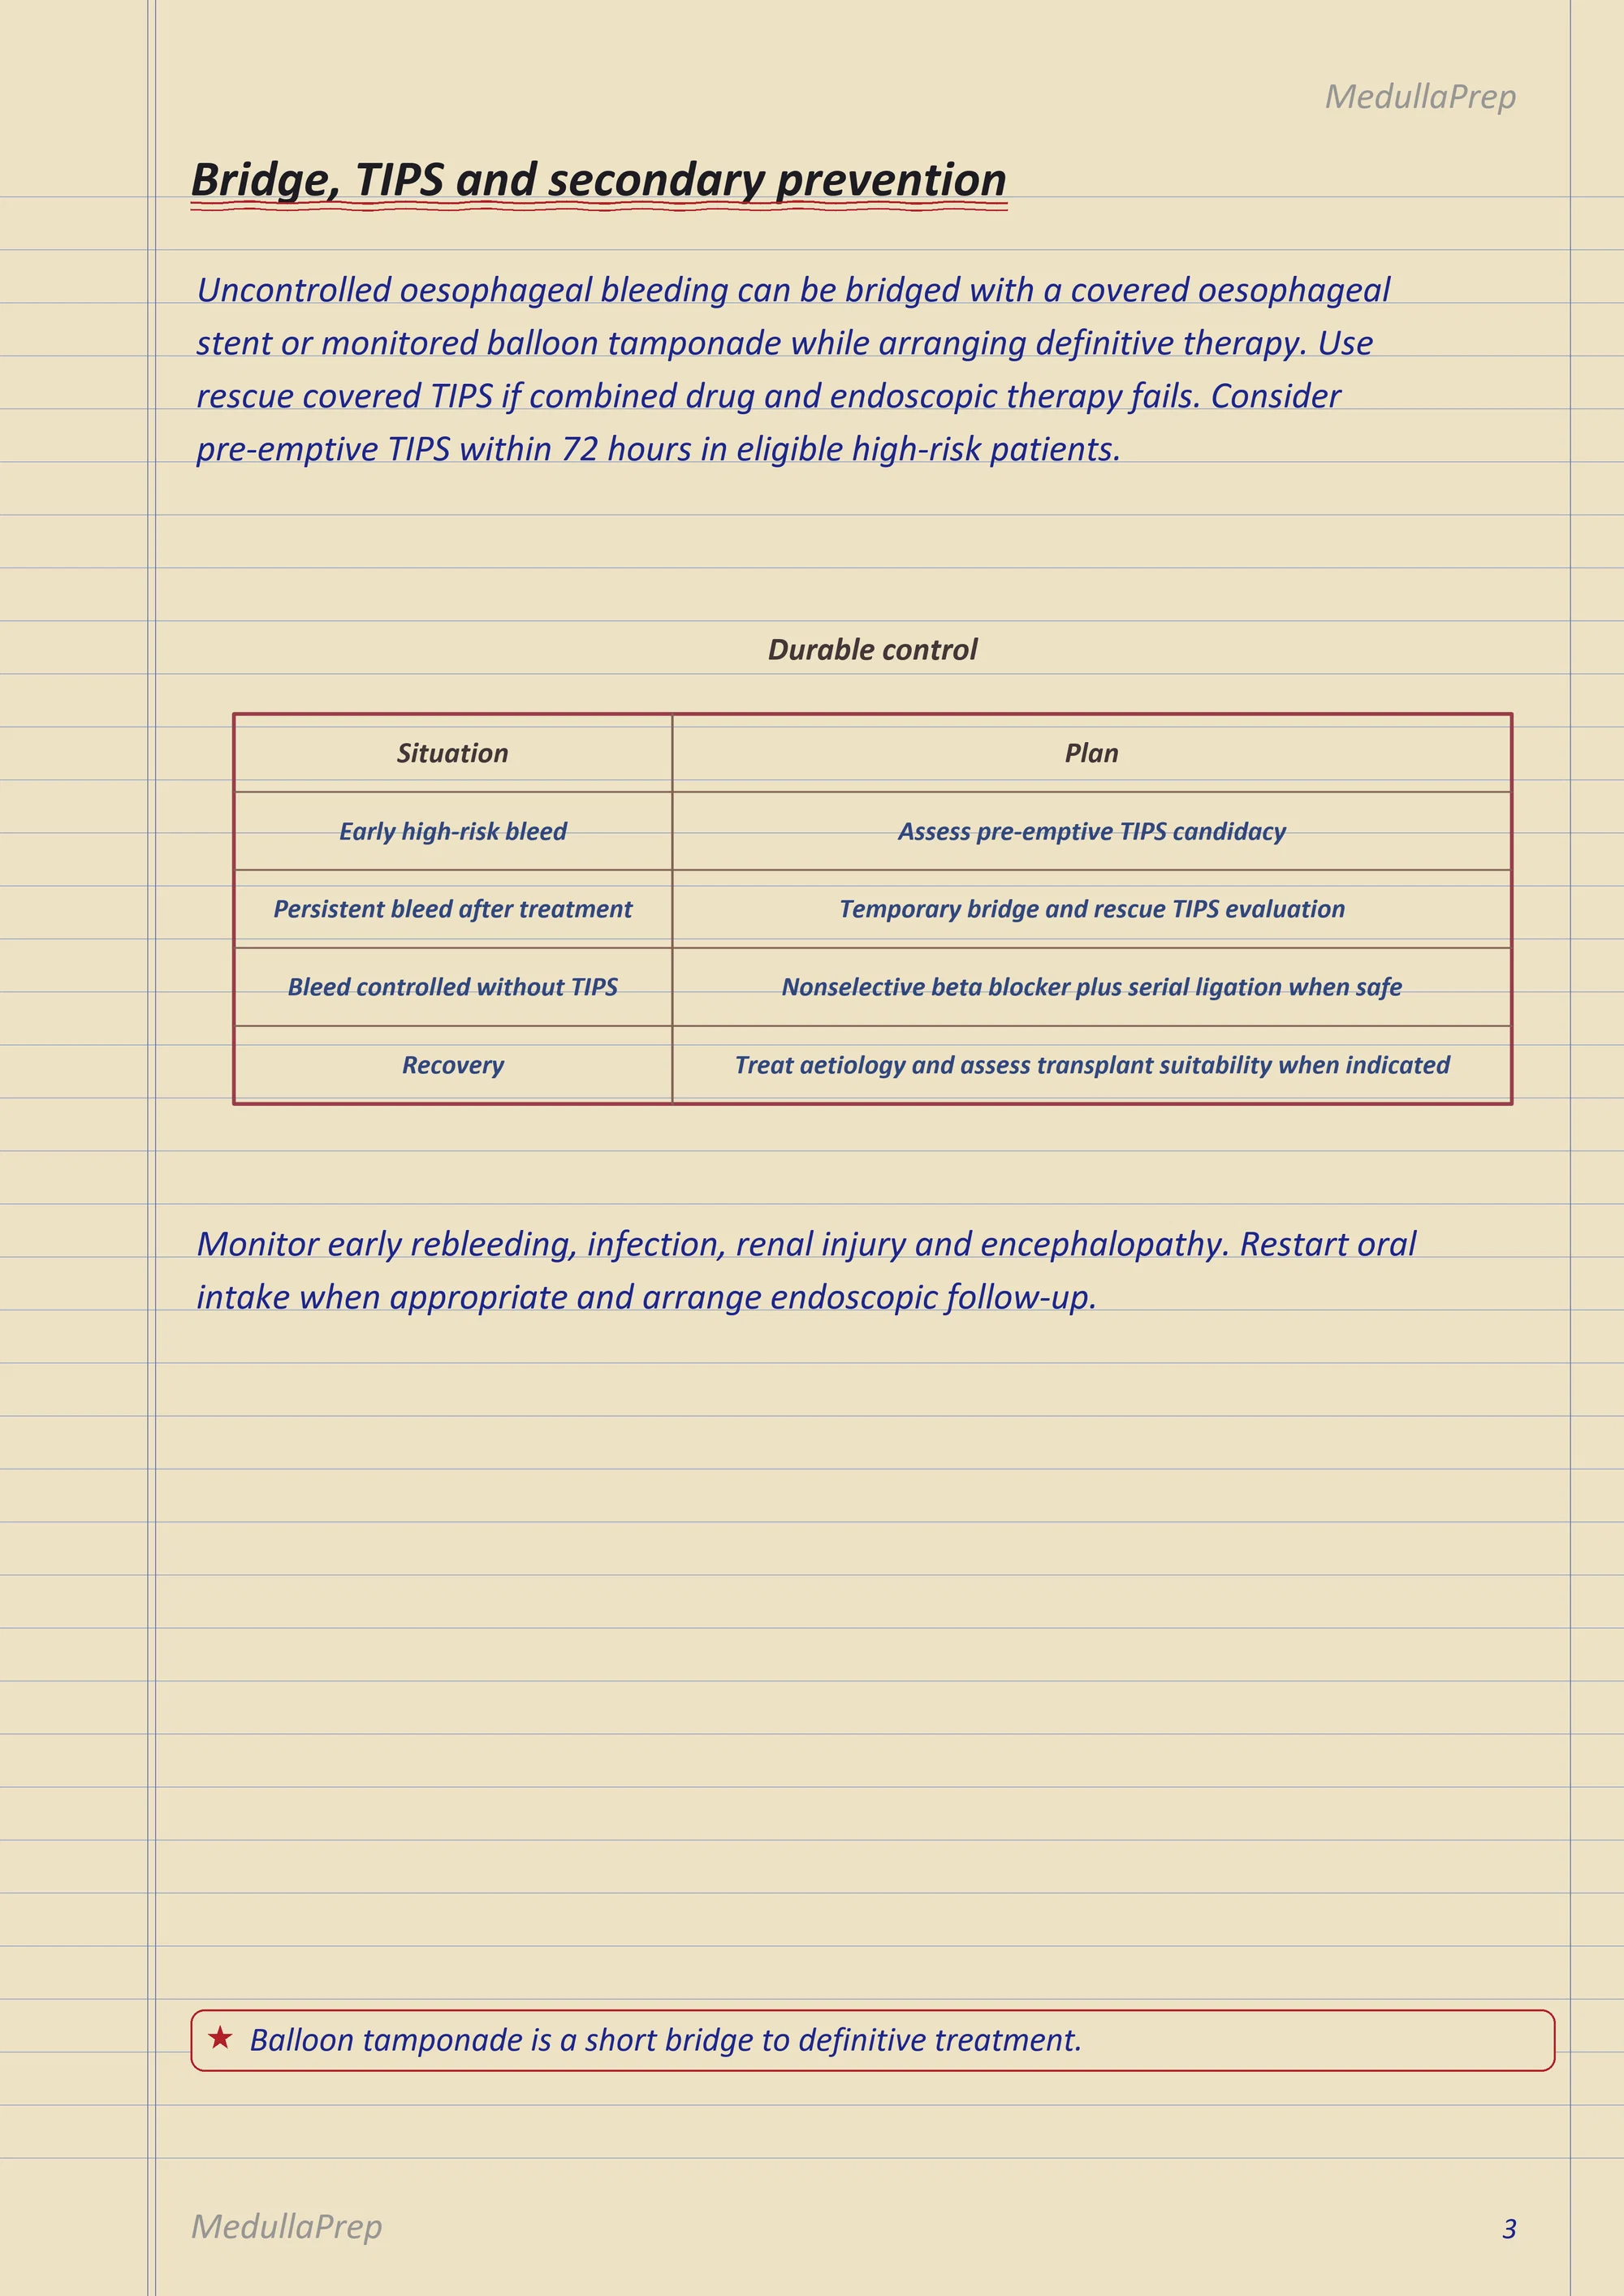 MedullaPrep
Bridge, TIPS and secondary prevention
Uncontrolled oesophageal bleeding can be bridged with a covered oesophageal
stent or monitored balloon tamponade while arranging definitive therapy. Use
rescue covered TIPS if combined drug and endoscopic therapy fails. Consider
pre-emptive TIPS within 72 hours in eligible high-risk patients.
Durable control
Situation Plan
Early high-risk bleed Assess pre-emptive TIPS candidacy
Persistent bleed after treatment Temporary bridge and rescue TIPS evaluation
Bleed controlled without TIPS Nonselective beta blocker plus serial ligation when safe
Recovery Treat aetiology and assess transplant suitability when indicated
Monitor early rebleeding, infection, renal injury and encephalopathy. Restart oral
intake when appropriate and arrange endoscopic follow-up.
★ Balloon tamponade is a short bridge to definitive treatment.
MedullaPrep 3